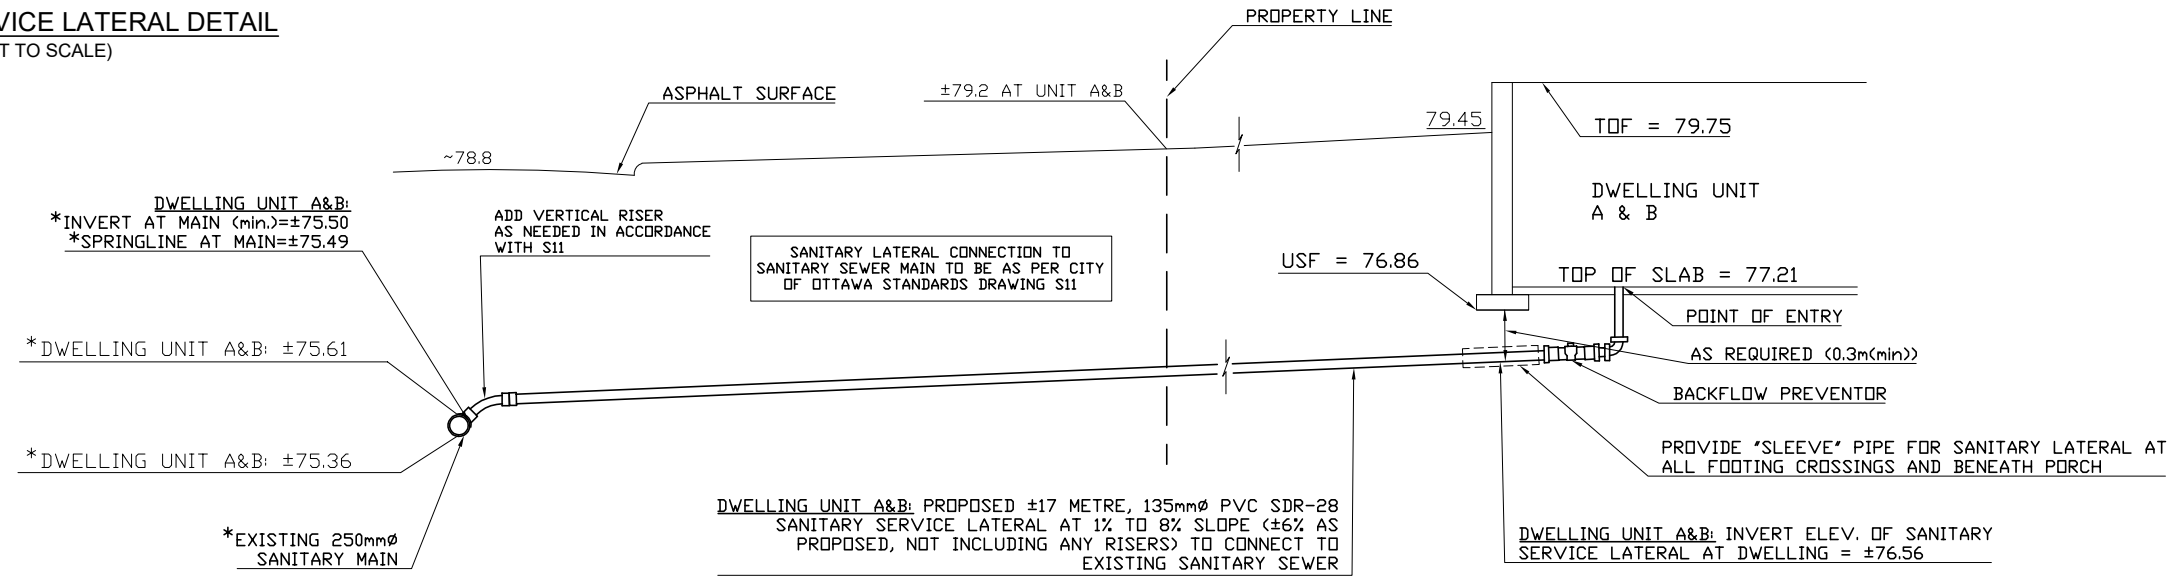 VICE LATERAL DETAIL
T TO SCALE)
PROPERTY LINE
ASPHALT SURFACE
±79.2 AT UNIT A&B
79.45
TOF = 79.75
~78.8
DWELLING UNIT
A & B
DWELLING UNIT A&B:
*INVERT AT MAIN (min.)=±75.50
*SPRINGLINE AT MAIN=±75.49
ADD VERTICAL RISER
AS NEEDED IN ACCORDANCE
WITH S11
SANITARY LATERAL CONNECTION TO
SANITARY SEWER MAIN TO BE AS PER CITY
OF OTTAWA STANDARDS DRAWING S11
USF = 76.86
TOP OF SLAB = 77.21
POINT OF ENTRY
*DWELLING UNIT A&B: ±75.61
AS REQUIRED (0.3m(min))
BACKFLOW PREVENTOR
*DWELLING UNIT A&B: ±75.36
PROVIDE "SLEEVE" PIPE FOR SANITARY LATERAL AT
ALL FOOTING CROSSINGS AND BENEATH PORCH
DWELLING UNIT A&B: PROPOSED ±17 METRE, 135mmø PVC SDR-28
SANITARY SERVICE LATERAL AT 1% TO 8% SLOPE (±6% AS
PROPOSED, NOT INCLUDING ANY RISERS) TO CONNECT TO
EXISTING SANITARY SEWER
*EXISTING 250mmø
SANITARY MAIN
DWELLING UNIT A&B: INVERT ELEV. OF SANITARY
SERVICE LATERAL AT DWELLING = ±76.56